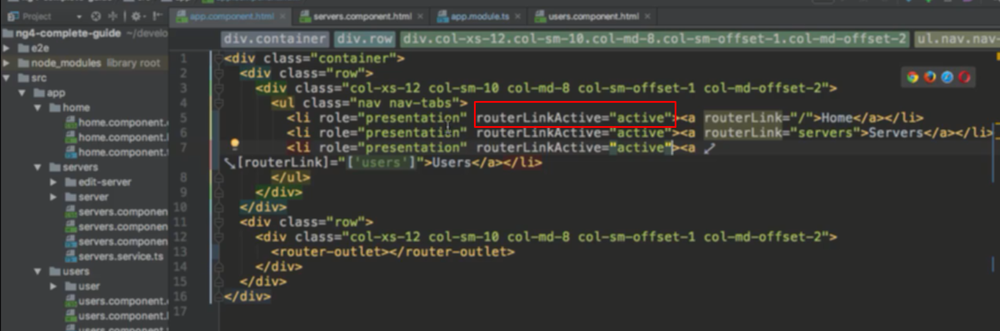 Project
app.component.html
servers.component.html
app.module.ts
users.component.html
ng4-complete-guide ~/develo
e2e
node_modules library root
src
app
home
home.component.
home.component.
home.component.
servers
edit-server
server
servers.component
servers.component
servers.component
servers.service.ts
users
user
users.component.
users.component.
div.container div.row div.col-xs-12.col-sm-10.col-md-8.col-sm-offset-1.col-md-offset-2 ul.nav.nav-
1 <div class="container">
2 <div class="row">
3 <div class="col-xs-12 col-sm-10 col-md-8 col-sm-offset-1 col-md-offset-2">
4 <ul class="nav nav-tabs">
5 <li role="presentation" routerLinkActive="active"><a routerLink="/">Home</a></li>
6 <li role="presentation" routerLinkActive="active"><a routerLink="servers">Servers</a></li>
7 <li role="presentation" routerLinkActive="active"><a
[routerLink]="['users']">Users</a></li>
8 </ul>
9 </div>
10 </div>
11 <div class="row">
12 <div class="col-xs-12 col-sm-10 col-md-8 col-sm-offset-1 col-md-offset-2">
13 <router-outlet></router-outlet>
14 </div>
15 </div>
16 </div>
17